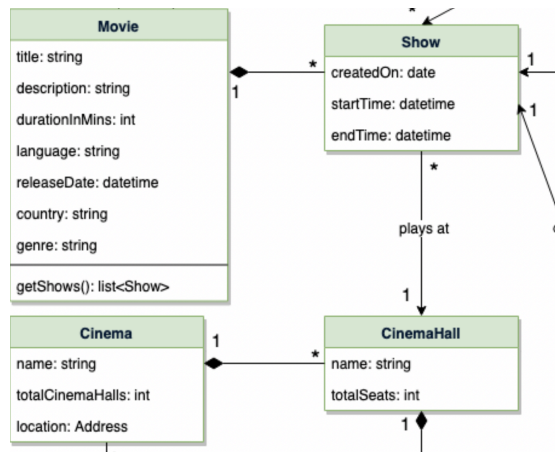 Movie
title: string
description: string
durationInMins: int
language: string
releaseDate: datetime
country: string
genre: string
getShows(): list<Show>
1
*
*
Show
createdOn: date
startTime: datetime
endTime: datetime
1
1
*
plays at
1
Cinema
name: string
totalCinemaHalls: int
location: Address
1
*
CinemaHall
name: string
totalSeats: int
1